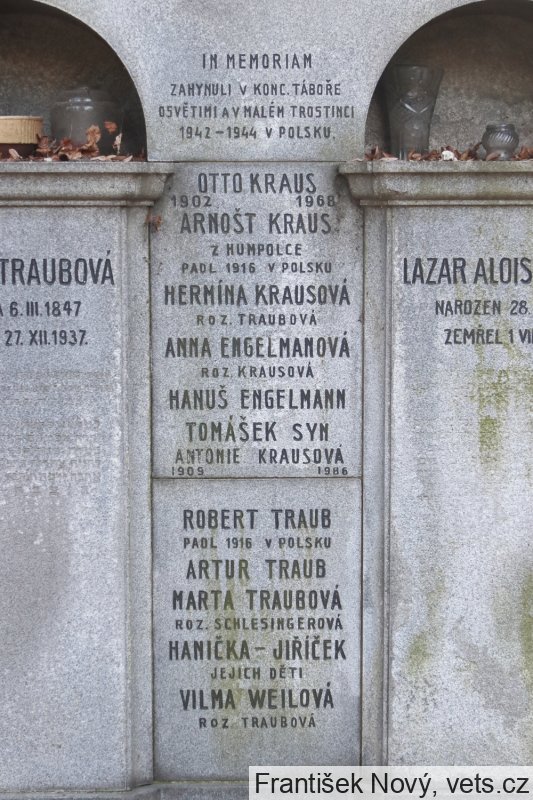 IN MEMORIAM
ZAHYNULI V KONC. TÁBOŘE
OSVĚTIMI A V MALÉM TROSTINCI
1942-1944 V POLSKU.
OTTO KRAUS
1902 1968
ARNOŠT KRAUS
Z HUMPOLCE
PADL 1916 V POLSKU
HERMÍNA KRAUSOVÁ
ROZ. TRAUBOVÁ
ANNA ENGELMANOVÁ
ROZ. KRAUSOVÁ
HANUŠ ENGELMANN
TOMÁŠEK SYN
ANTONIE KRAUSOVÁ
1909 1986
ROBERT TRAUB
PADL 1916 V POLSKU
ARTUR TRAUB
MARTA TRAUBOVÁ
ROZ. SCHLESINGEROVÁ
HANIČKA-JIŘÍČEK
JEJICH DĚTI
VILMA WEILOVÁ
ROZ. TRAUBOVÁ
TRAUBOVÁ
6.III.1847
27.XII.1937.
LAZAR ALOIS
NAROZEN 28.
ZEMŘEL 1
František Nový, vets.cz